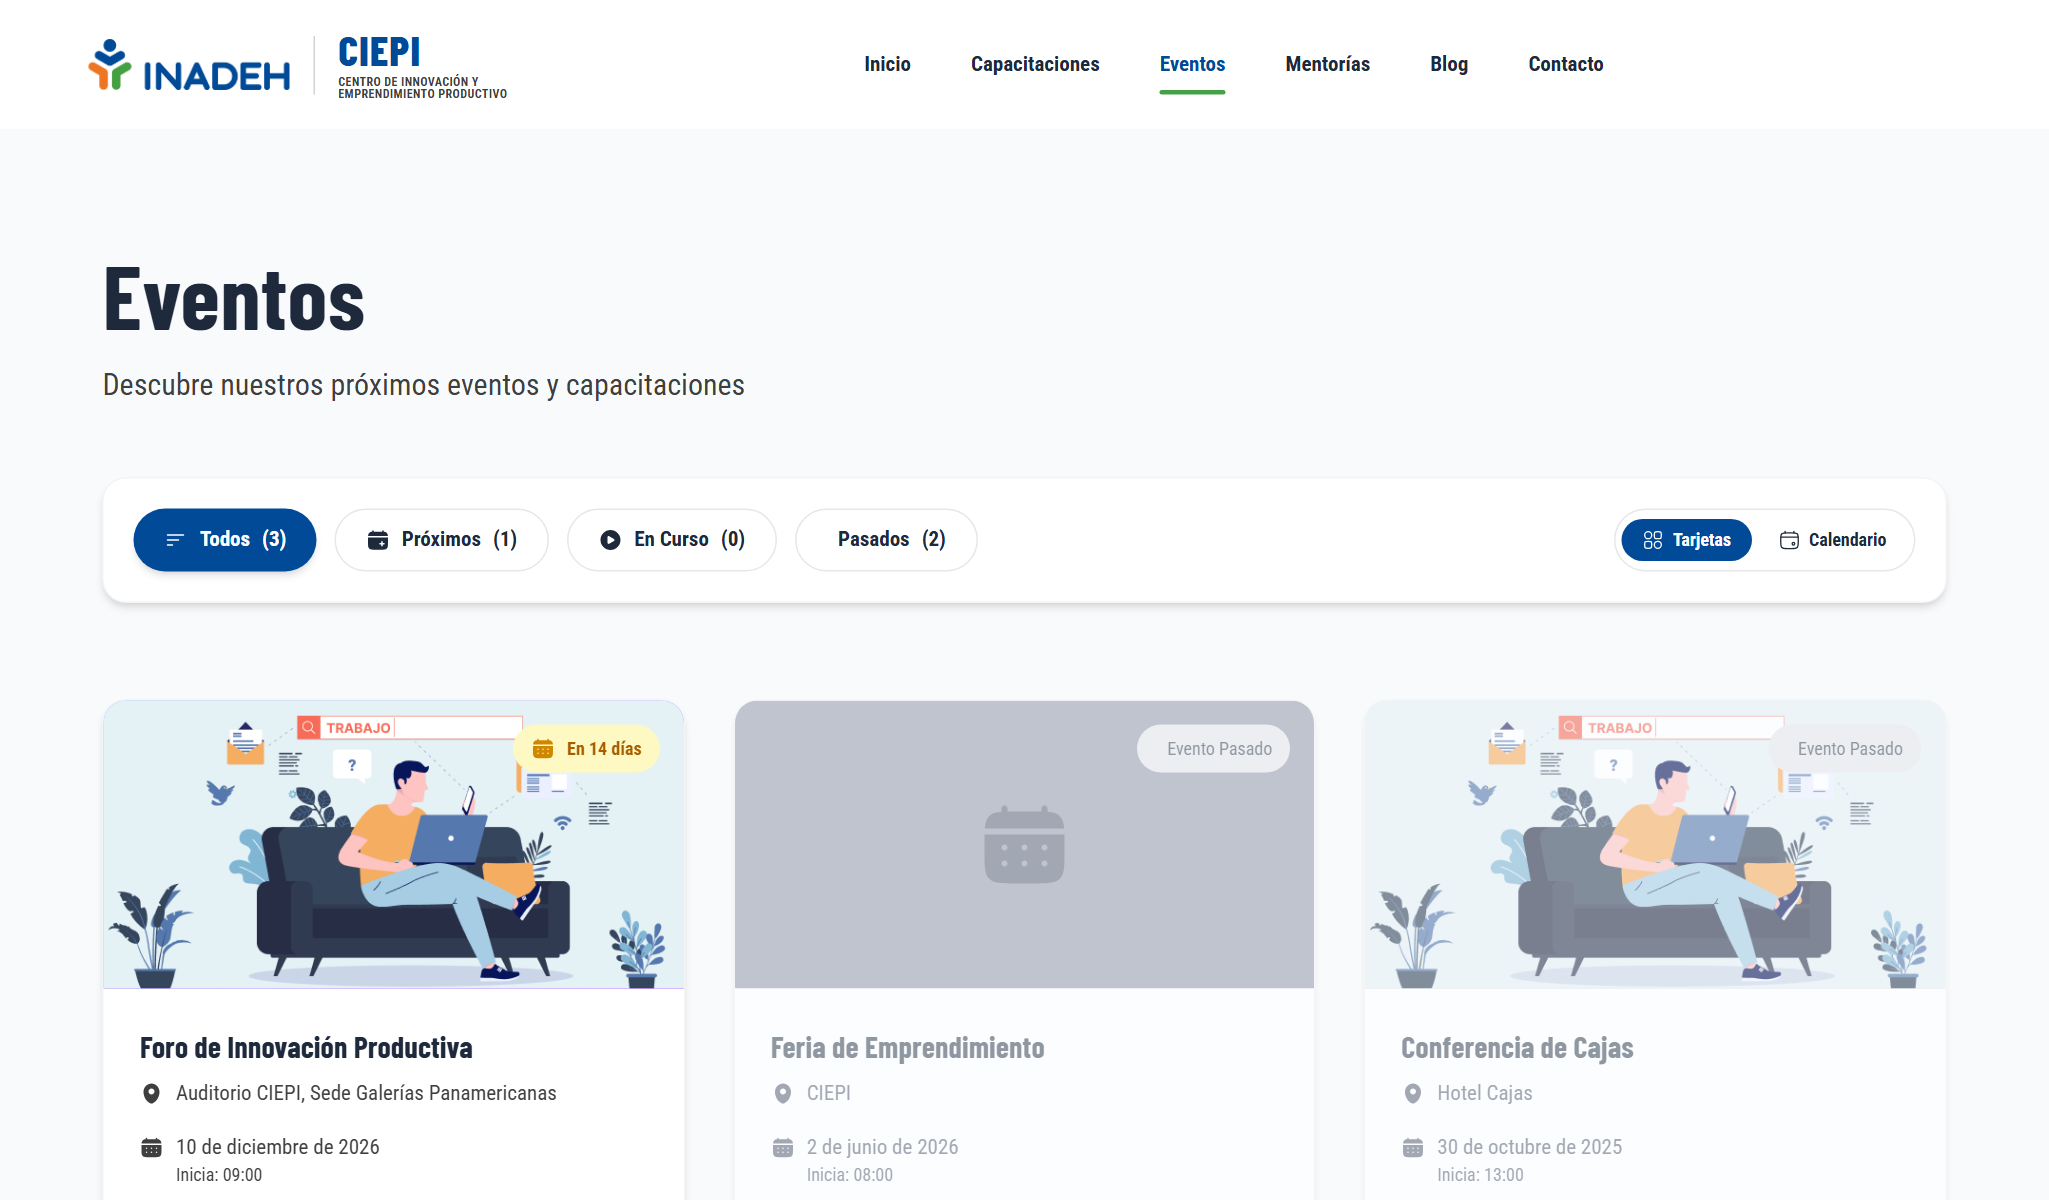 INADEH
CIEPI
CENTRO DE INNOVACIÓN Y
EMPRENDIMIENTO PRODUCTIVO
Inicio
Capacitaciones
Eventos
Mentorías
Blog
Contacto
Eventos
Descubre nuestros próximos eventos y capacitaciones
Todos (3)
Próximos (1)
En Curso (0)
Pasados (2)
Tarjetas
Calendario
TRABAJO
?
En 14 días
Foro de Innovación Productiva
Auditorio CIEPI, Sede Galerías Panamericanas
10 de diciembre de 2026
Inicia: 09:00
Evento Pasado
Feria de Emprendimiento
CIEPI
2 de junio de 2026
Inicia: 08:00
TRABAJO
?
Evento Pasado
Conferencia de Cajas
Hotel Cajas
30 de octubre de 2025
Inicia: 13:00